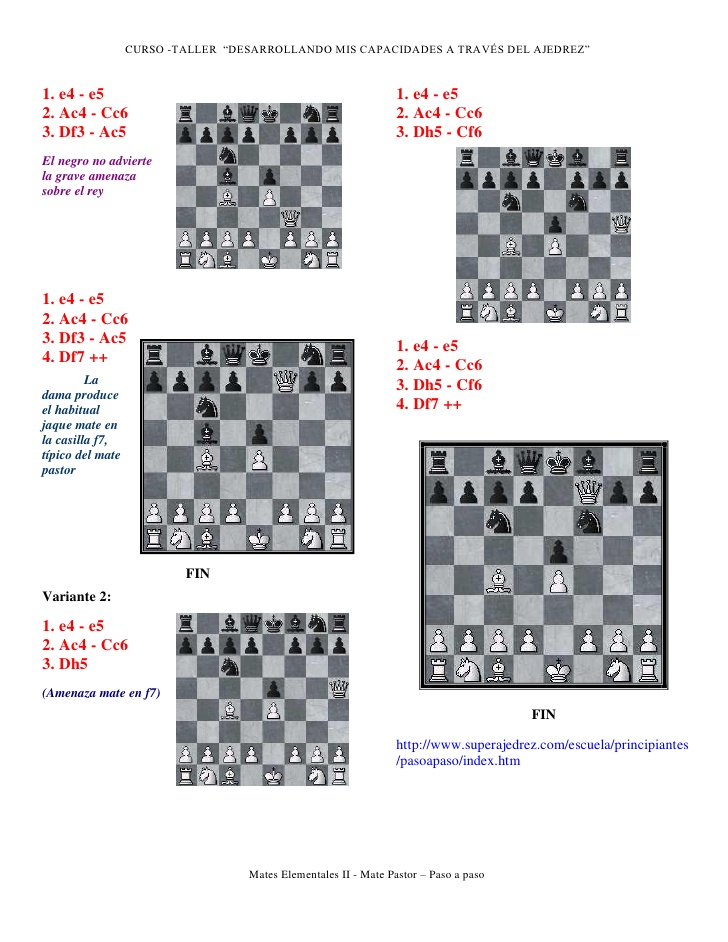 CURSO -TALLER “DESARROLLANDO MIS CAPACIDADES A TRAVÉS DEL AJEDREZ”
1. e4 - e5
2. Ac4 - Cc6
3. Df3 - Ac5
El negro no advierte
la grave amenaza
sobre el rey
1. e4 - e5
2. Ac4 - Cc6
3. Df3 - Ac5
4. Df7 ++
La
dama produce
el habitual
jaque mate en
la casilla f7,
típico del mate
pastor
FIN
Variante 2:
1. e4 - e5
2. Ac4 - Cc6
3. Dh5
(Amenaza mate en f7)
1. e4 - e5
2. Ac4 - Cc6
3. Dh5 - Cf6
1. e4 - e5
2. Ac4 - Cc6
3. Dh5 - Cf6
4. Df7 ++
FIN
http://www.superajedrez.com/escuela/principiantes
/pasoapaso/index.htm
Mates Elementales II - Mate Pastor – Paso a paso